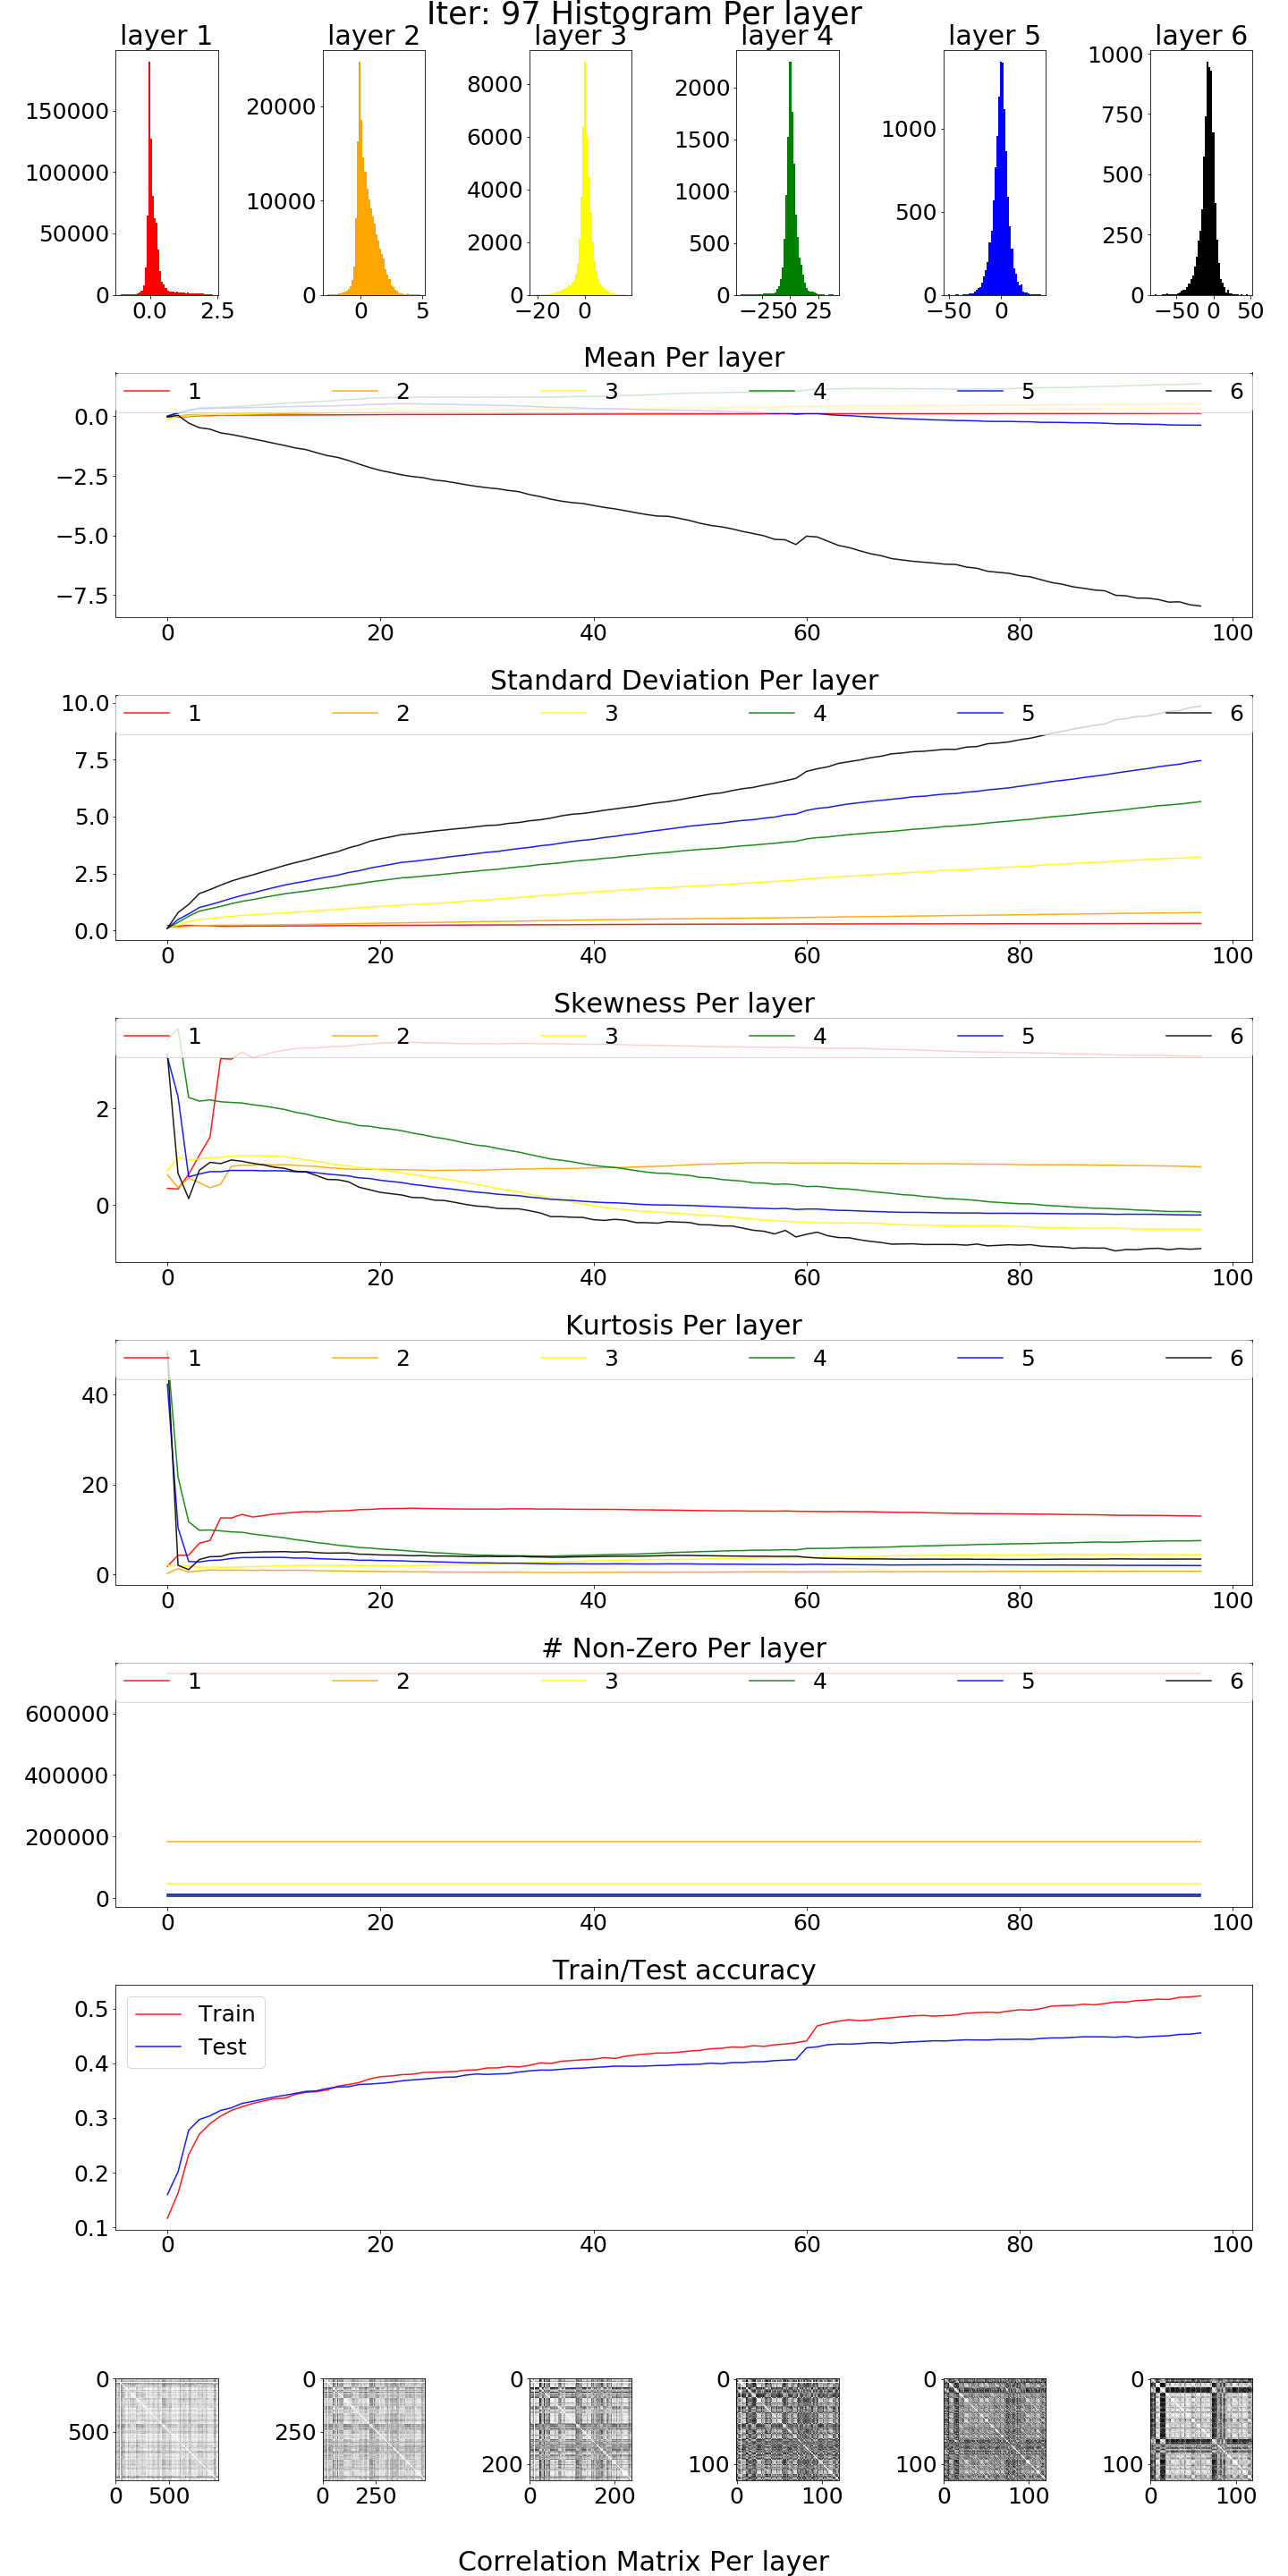 Iter: 97 Histogram Per layer
layer 1 layer 2 layer 3 layer 4 layer 5 layer 6
150000 100000 50000 0
0.0 2.5
20000 10000 0
0 5
8000 6000 4000 2000 0
−20 0
2000 1500 1000 500 0
−25 0 25
1000 500 0
−50 0
1000 750 500 250 0
−50 0 50
Mean Per layer
1 2 3 4 5 6
0.0
−2.5
−5.0
−7.5
0 20 40 60 80 100
Standard Deviation Per layer
1 2 3 4 5 6
10.0
7.5
5.0
2.5
0.0
0 20 40 60 80 100
Skewness Per layer
1 2 3 4 5 6
2
0
0 20 40 60 80 100
Kurtosis Per layer
1 2 3 4 5 6
40
20
0
0 20 40 60 80 100
# Non-Zero Per layer
1 2 3 4 5 6
600000
400000
200000
0
0 20 40 60 80 100
Train/Test accuracy
Train
Test
0.5
0.4
0.3
0.2
0.1
0 20 40 60 80 100
0 500
0 500
0 250
0 250
0 200
0 200
0 100
0 100
0 100
0 100
0 100
0 100
Correlation Matrix Per layer